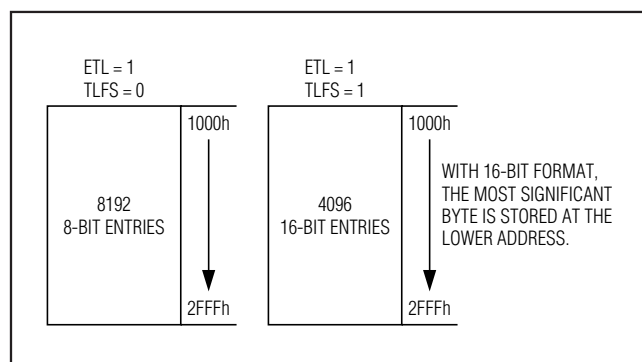 ETL = 1
TLFS = 0
1000h
8192
8-BIT ENTRIES
2FFFh
ETL = 1
TLFS = 1
1000h
4096
16-BIT ENTRIES
2FFFh
WITH 16-BIT FORMAT,
THE MOST SIGNIFICANT
BYTE IS STORED AT THE
LOWER ADDRESS.